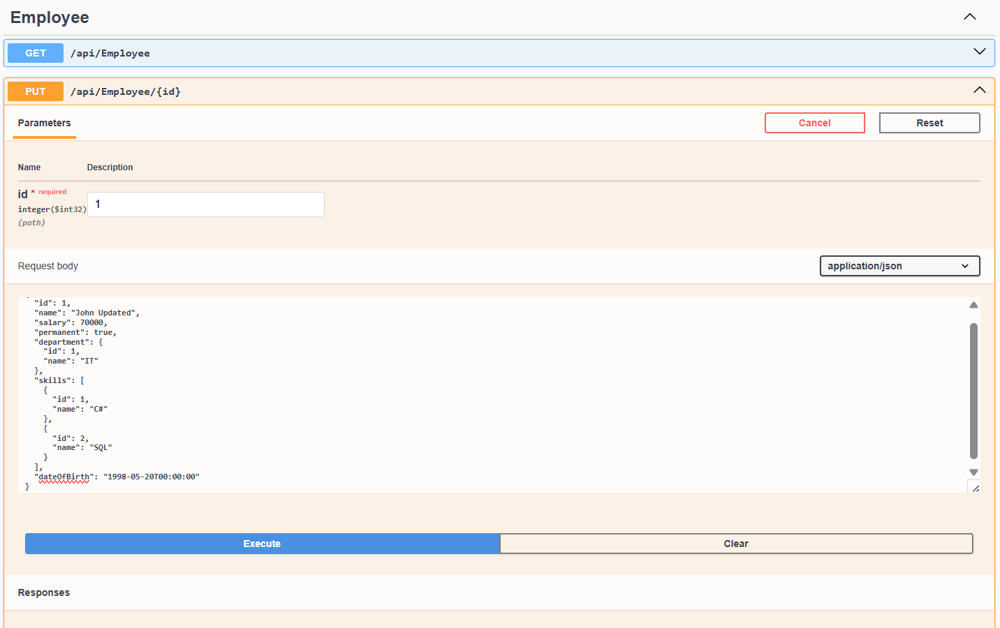 Employee
GET /api/Employee
PUT /api/Employee/{id}
Parameters
Cancel
Reset
Name Description
id * required
integer($int32)
(path)
1
Request body
application/json
"id": 1,
"name": "John Updated",
"salary": 70000,
"permanent": true,
"department": {
"id": 1,
"name": "IT"
},
"skills": [
{
"id": 1,
"name": "C#"
},
{
"id": 2,
"name": "SQL"
}
],
"dateOfBirth": "1998-05-20T00:00:00"
}
Execute
Clear
Responses